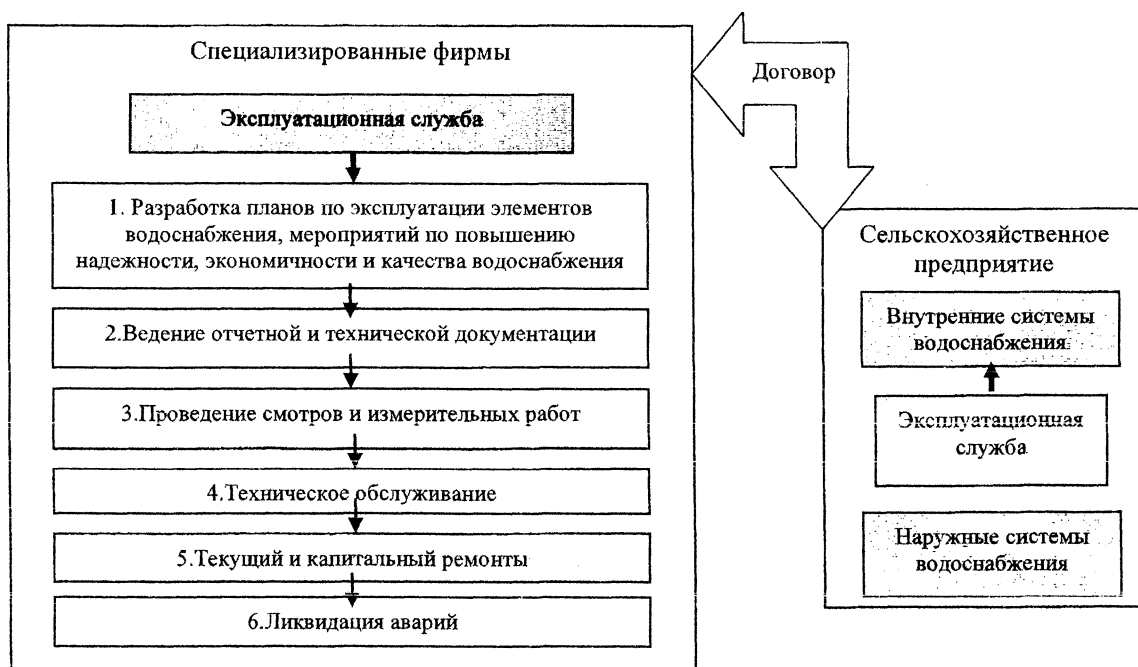 Специализированные фирмы
Эксплуатационная служба
1. Разработка планов по эксплуатации элементов
водоснабжения, мероприятий по повышению
надежности, экономичности и качества водоснабжения
2.Ведение отчетной и технической документации
3.Проведение смотров и измерительных работ
4.Техническое обслуживание
5.Текущий и капитальный ремонты
6.Ликвидация аварий
Договор
Сельскохозяйственное
предприятие
Внутренние системы
водоснабжения
Эксплуатационная
служба
Наружные системы
водоснабжения